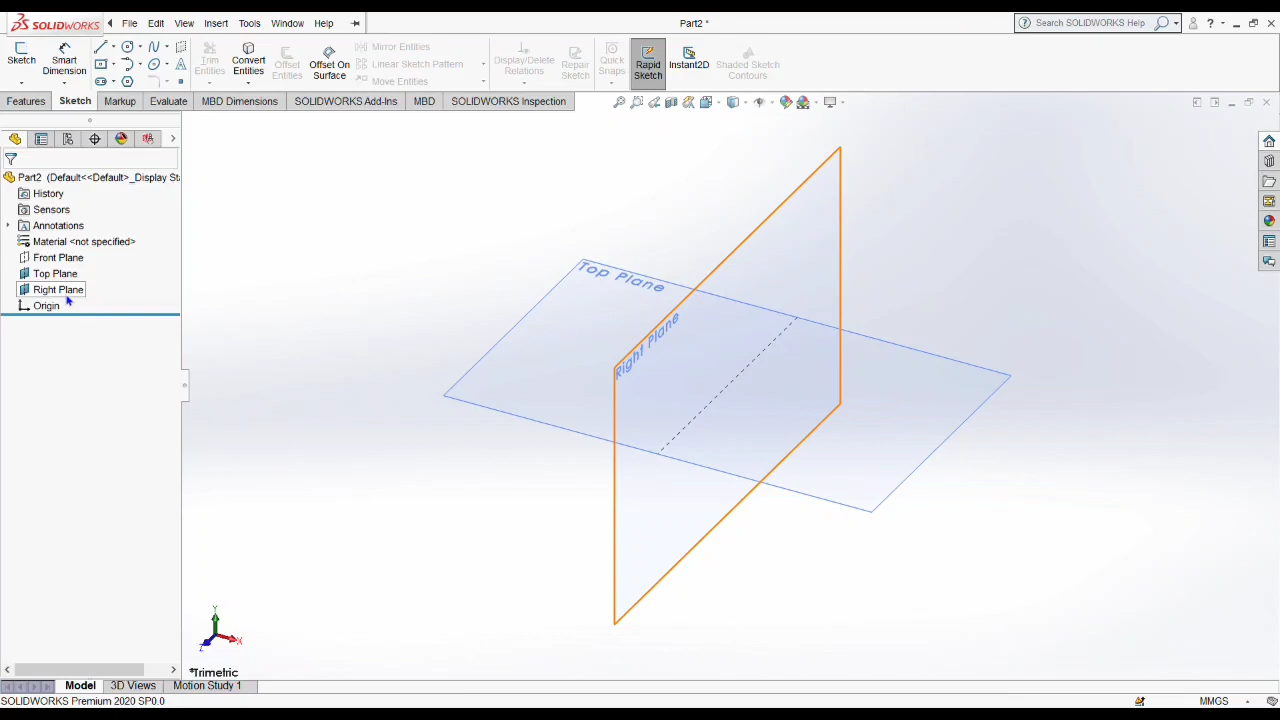 SOLIDWORKS File Edit View Insert Tools Window Help Part2 * Search SOLIDWORKS Help
Sketch Smart Dimension Trim Entities Convert Entities Offset Entities Offset On Surface Mirror Entities Linear Sketch Pattern Move Entities Display/Delete Relations Repair Sketch Quick Snaps Rapid Sketch Instant2D Shaded Sketch Contours
Features Sketch Markup Evaluate MBD Dimensions SOLIDWORKS Add-Ins MBD SOLIDWORKS Inspection
Part2 (Default<<Default>_Display Sta
History
Sensors
Annotations
Material <not specified>
Front Plane
Top Plane
Right Plane
Origin
Top Plane
Right Plane
Y
X
Z
*Trimetric
Model 3D Views Motion Study 1
SOLIDWORKS Premium 2020 SP0.0 MMGS